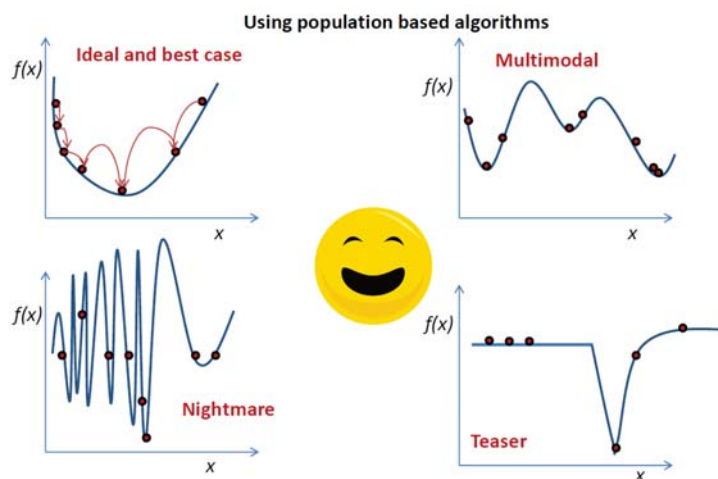 Using population based algorithms
Ideal and best case
f(x)
x
Multimodal
f(x)
x
f(x)
Nightmare
x
f(x)
Teaser
x